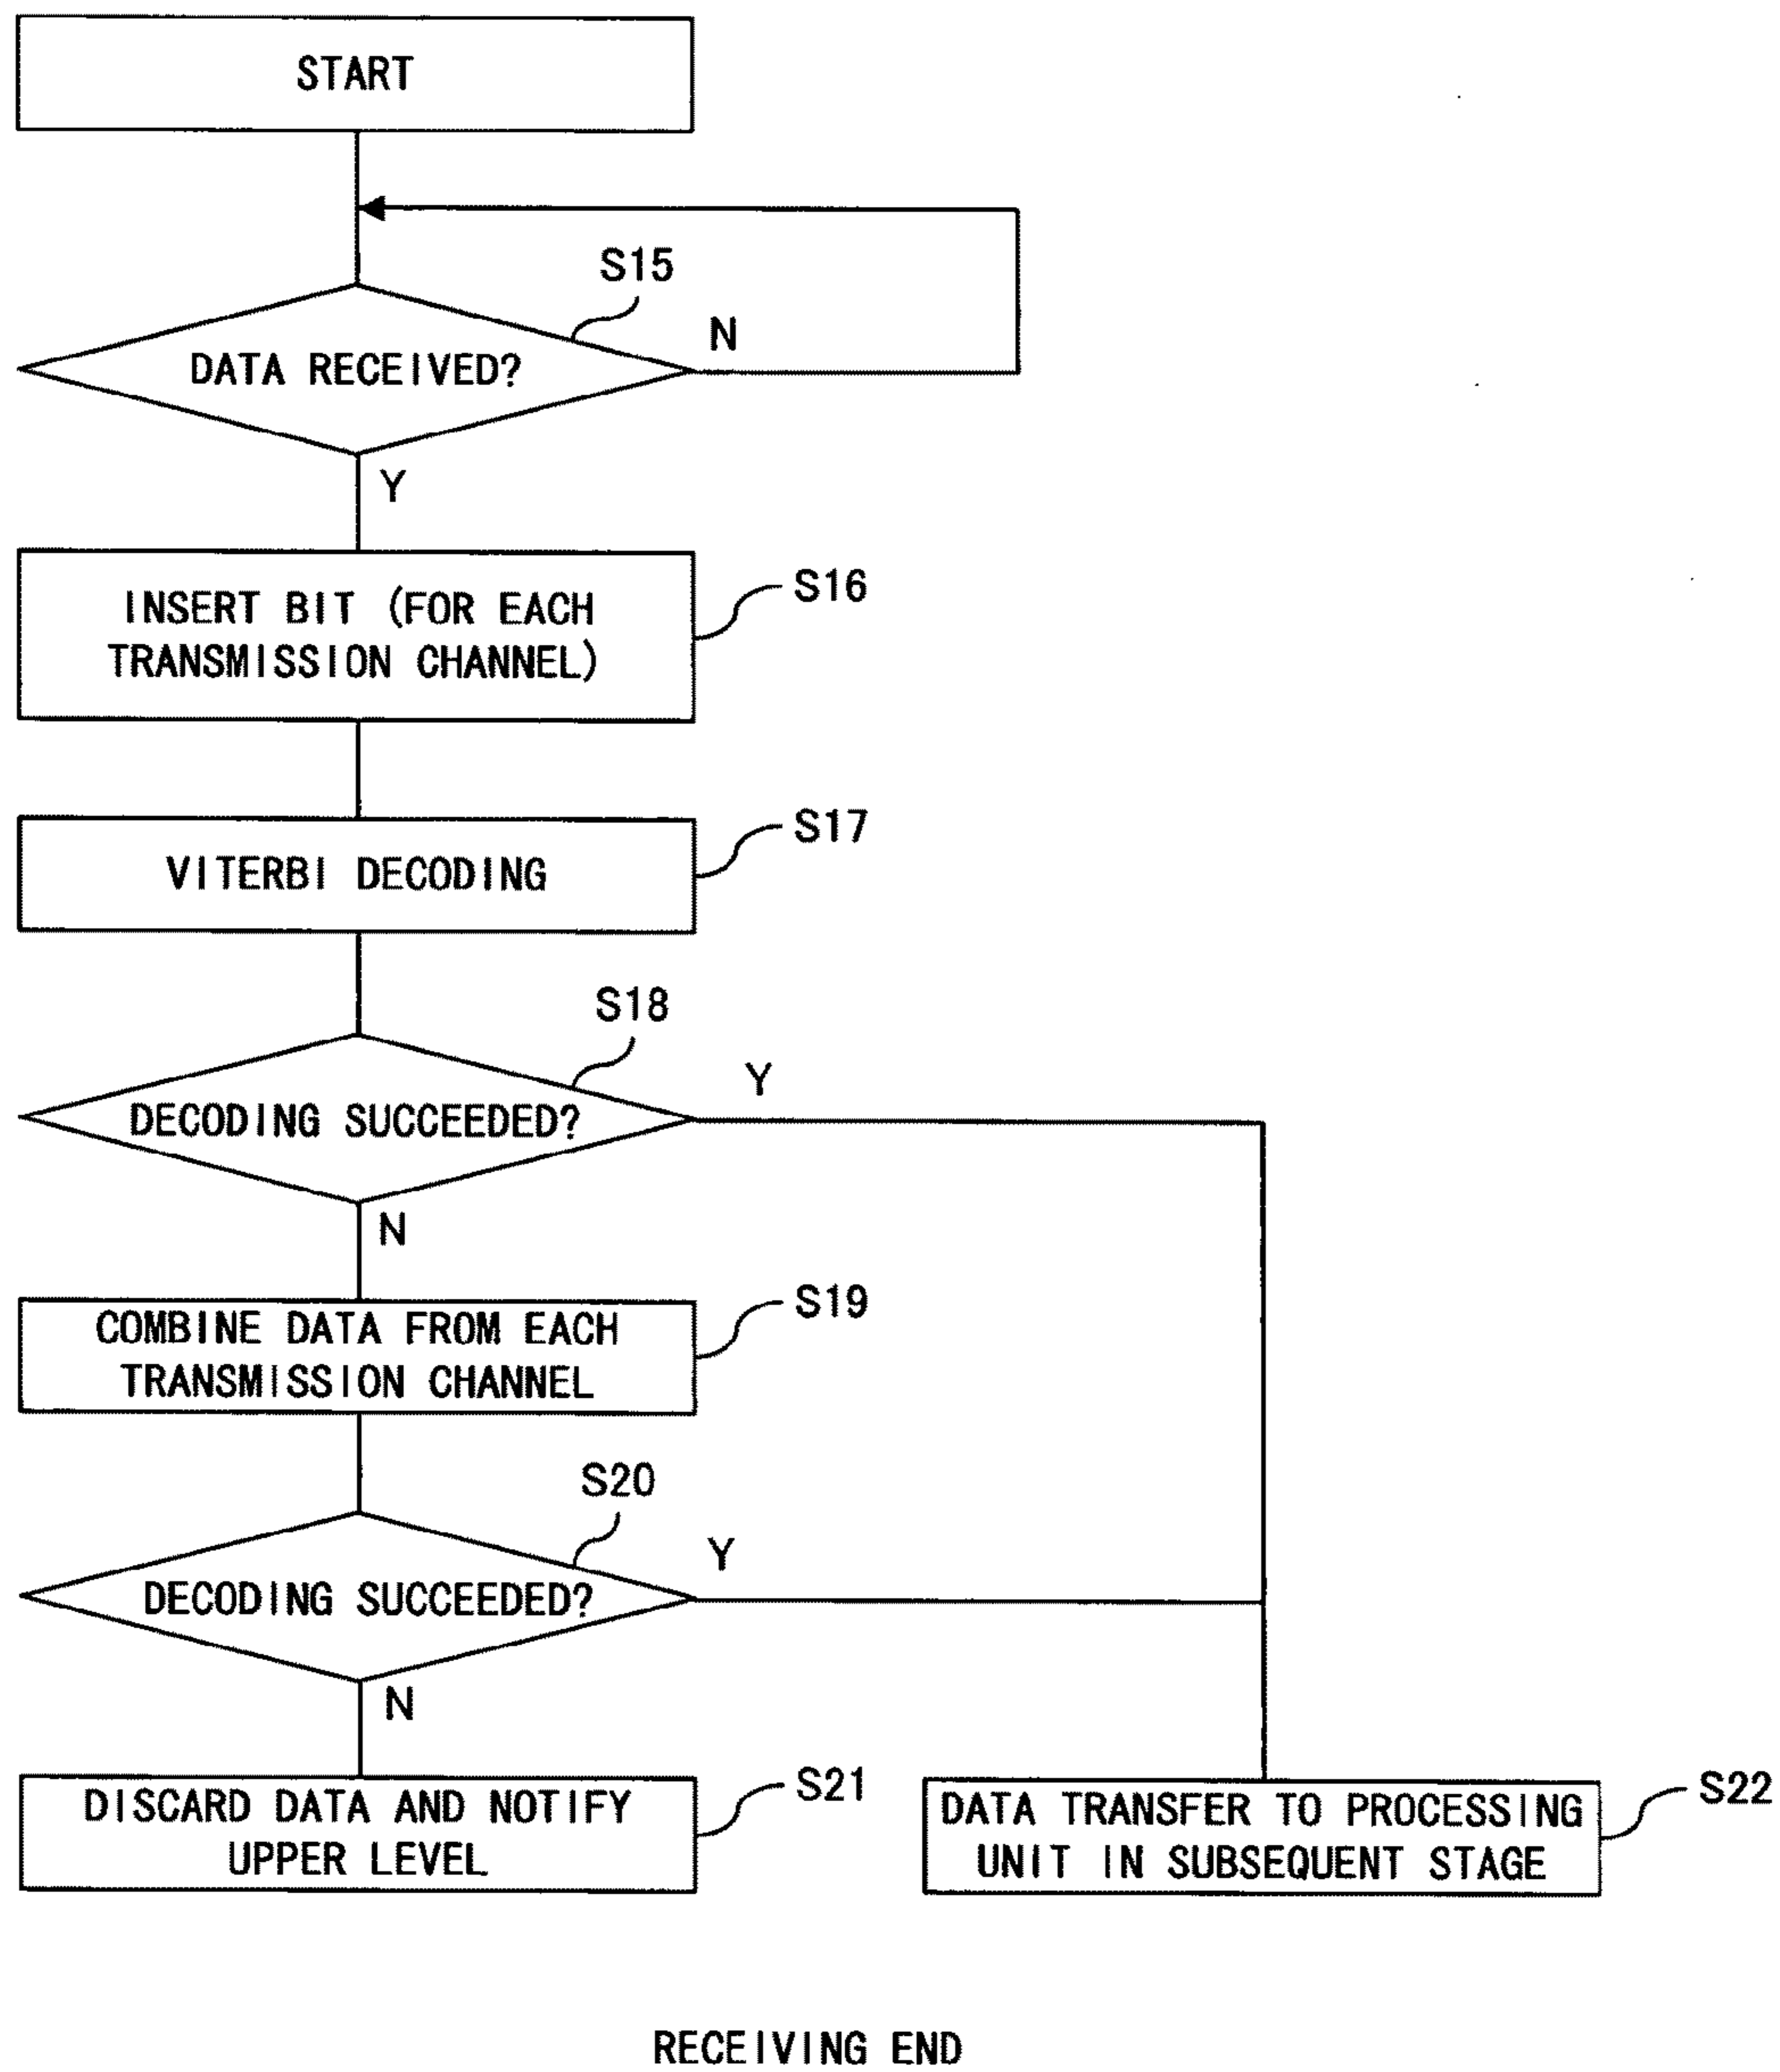 START
S15
DATA RECEIVED?
N
Y
INSERT BIT (FOR EACH
TRANSMISSION CHANNEL)
S16
VITERBI DECODING
S17
S18
DECODING SUCCEEDED?
Y
N
COMBINE DATA FROM EACH
TRANSMISSION CHANNEL
S19
S20
DECODING SUCCEEDED?
Y
N
DISCARD DATA AND NOTIFY
UPPER LEVEL
S21
DATA TRANSFER TO PROCESSING
UNIT IN SUBSEQUENT STAGE
S22
RECEIVING END